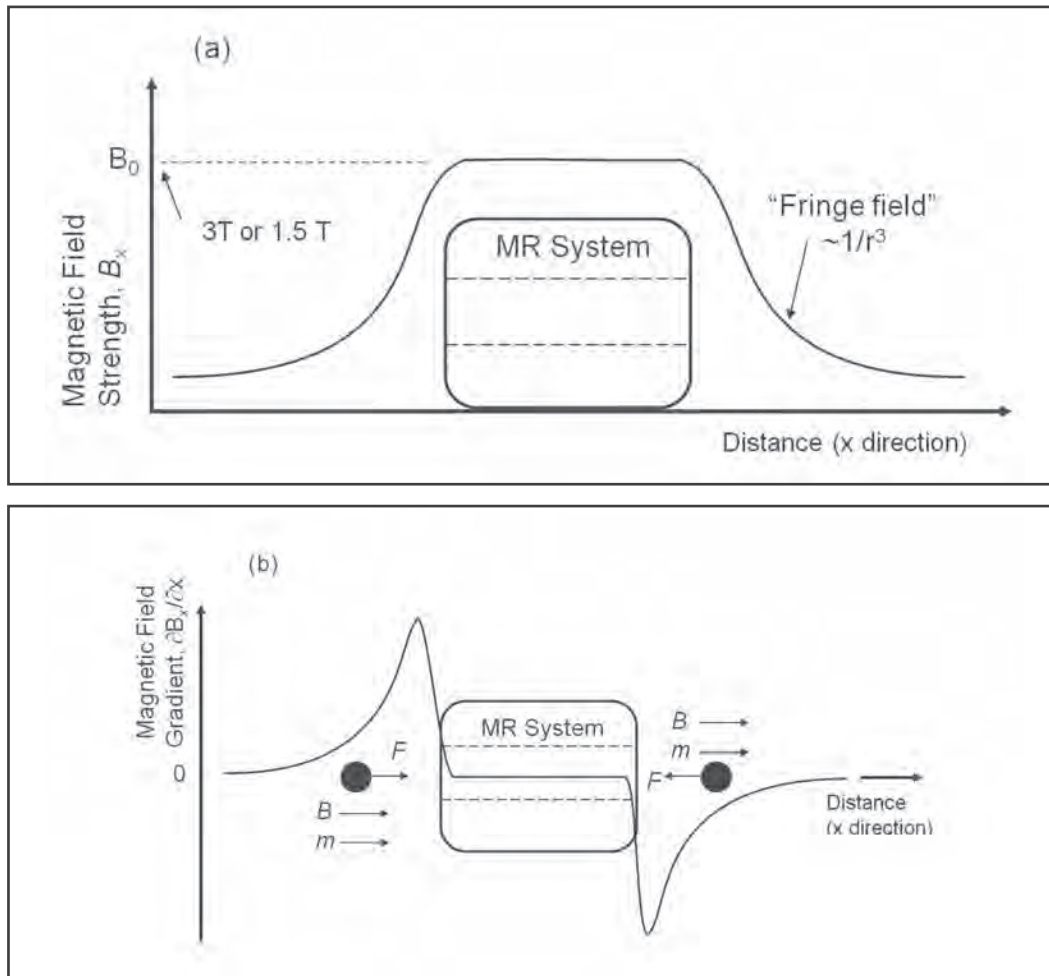 (a)
Magnetic Field
Strength, Bₓ
B₀
3T or 1.5 T
MR System
“Fringe field”
~1/r³
Distance (x direction)
(b)
Magnetic Field
Gradient, ∂Bₓ/∂x
0
MR System
F
B
m
B
m
F
Distance
(x direction)